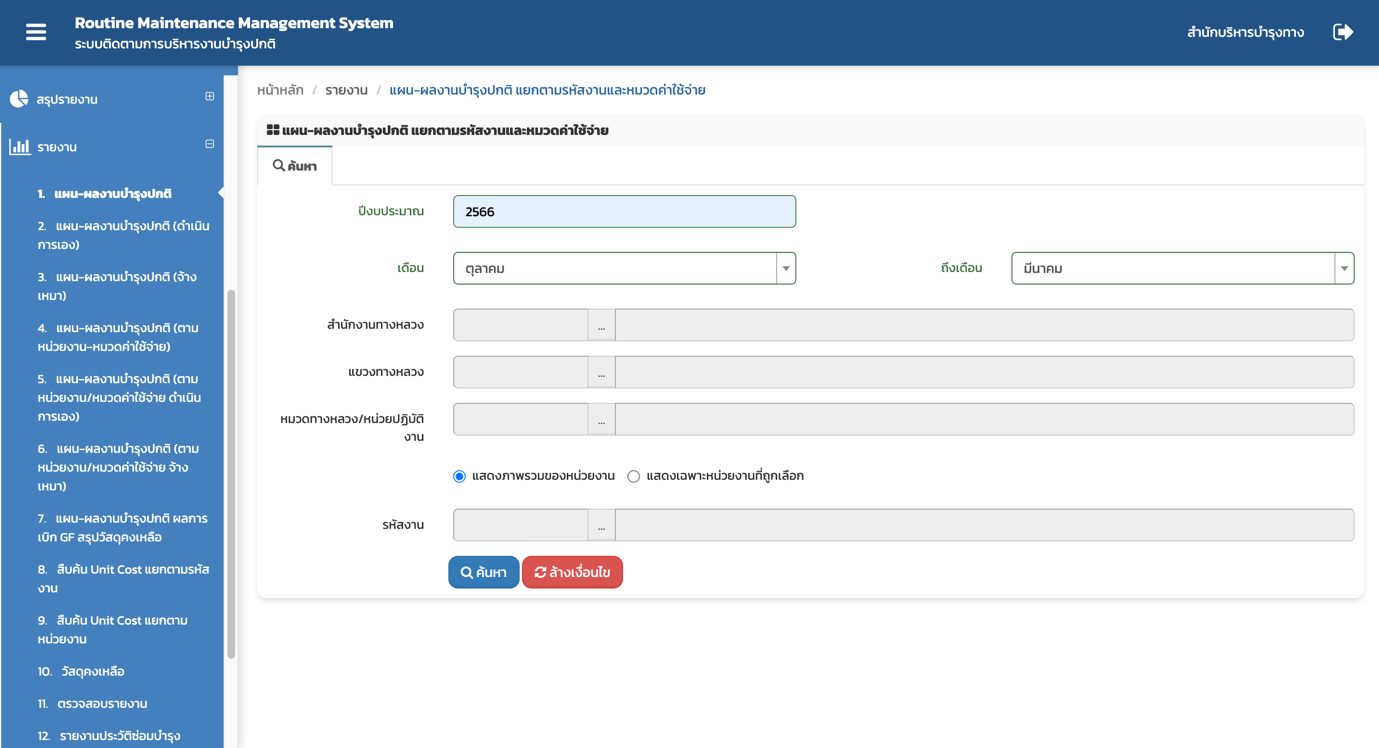 Routine Maintenance Management System
ระบบติดตามการบริหารงานบำรุงปกติ
สำนักบริหารบำรุงทาง
สรุปรายงาน
รายงาน
1. แผน-ผลงานบำรุงปกติ
2. แผน-ผลงานบำรุงปกติ (ดำเนิน
การเอง)
3. แผน-ผลงานบำรุงปกติ (จ้าง
เหมา)
4. แผน-ผลงานบำรุงปกติ (ตาม
หน่วยงาน-หมวดค่าใช้จ่าย)
5. แผน-ผลงานบำรุงปกติ (ตาม
หน่วยงาน/หมวดค่าใช้จ่าย ดำเนิน
การเอง)
6. แผน-ผลงานบำรุงปกติ (ตาม
หน่วยงาน/หมวดค่าใช้จ่าย จ้าง
เหมา)
7. แผน-ผลงานบำรุงปกติ ผลการ
เบิก GF สรุปวัสดุคงเหลือ
8. สืบค้น Unit Cost แยกตามรหัส
งาน
9. สืบค้น Unit Cost แยกตาม
หน่วยงาน
10. วัสดุคงเหลือ
11. ตรวจสอบรายงาน
12. รายงานประวัติซ่อมบำรุง
หน้าหลัก / รายงาน / แผน-ผลงานบำรุงปกติ แยกตามรหัสงานและหมวดค่าใช้จ่าย
แผน-ผลงานบำรุงปกติ แยกตามรหัสงานและหมวดค่าใช้จ่าย
ค้นหา
ปีงบประมาณ 2566
เดือน ตุลาคม ถึงเดือน มีนาคม
สำนักงานทางหลวง ...
แขวงทางหลวง ...
หมวดทางหลวง/หน่วยปฏิบัติ ...
งาน
แสดงภาพรวมของหน่วยงาน แสดงเฉพาะหน่วยงานที่ถูกเลือก
รหัสงาน ...
ค้นหา ล้างเงื่อนไข